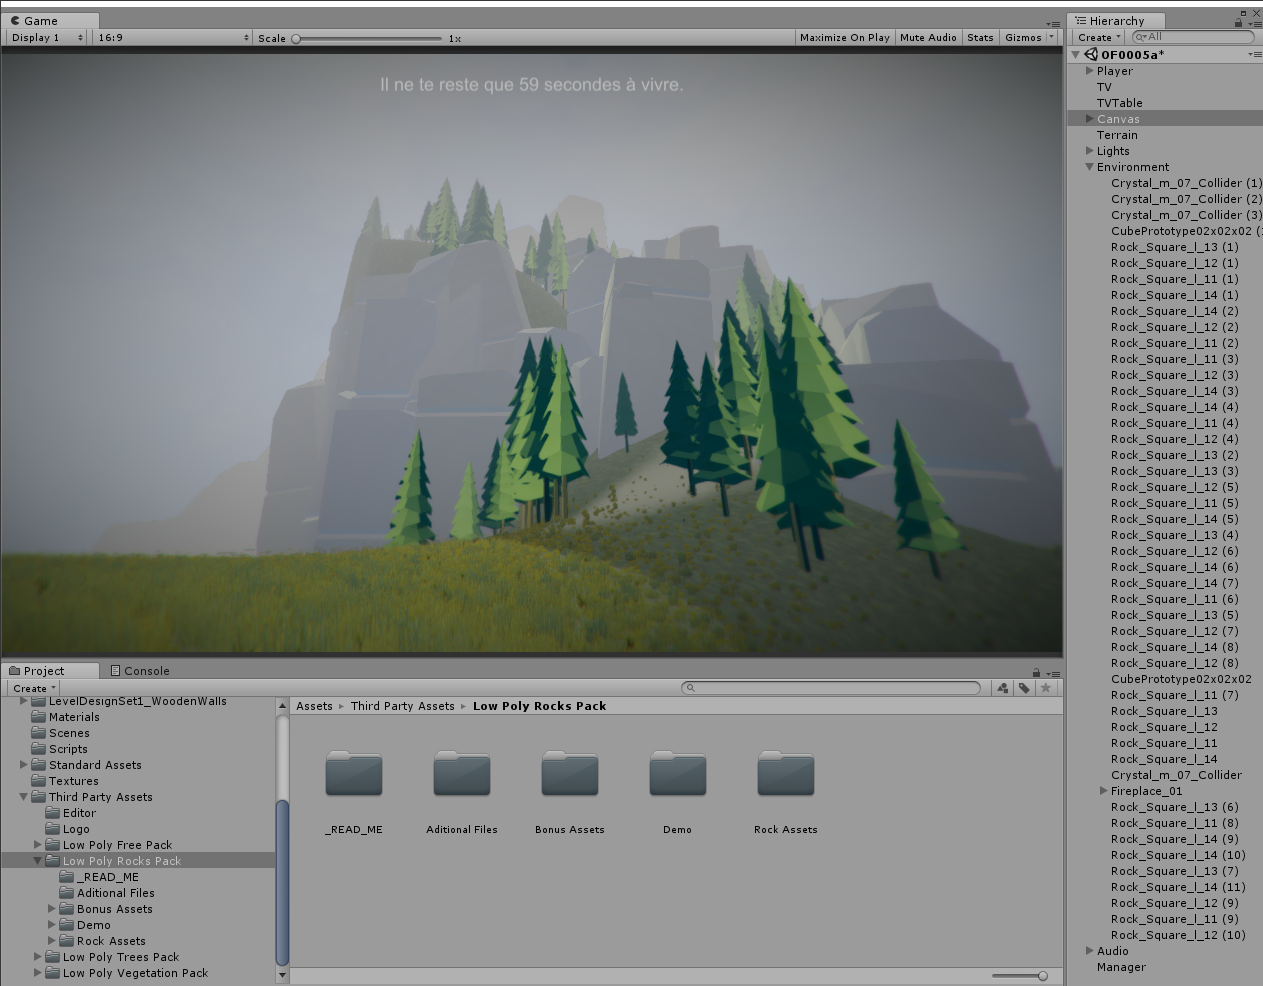 Game
Display 1
16:9
Scale
1x
Maximize On Play
Mute Audio
Stats
Gizmos
Il ne te reste que 59 secondes à vivre.
Project
Console
Create
LevelDesignSet1_WoodenWalls
Materials
Scenes
Scripts
Standard Assets
Textures
Third Party Assets
Editor
Logo
Low Poly Free Pack
Low Poly Rocks Pack
_READ_ME
Aditional Files
Bonus Assets
Demo
Rock Assets
Low Poly Trees Pack
Low Poly Vegetation Pack
Assets ▸ Third Party Assets ▸ Low Poly Rocks Pack
_READ_ME
Aditional Files
Bonus Assets
Demo
Rock Assets
Hierarchy
Create
All
OF0005a*
Player
TV
TVTable
Canvas
Terrain
Lights
Environment
Crystal_m_07_Collider (1)
Crystal_m_07_Collider (2)
Crystal_m_07_Collider (3)
CubePrototype02x02x02 (
Rock_Square_l_13 (1)
Rock_Square_l_12 (1)
Rock_Square_l_11 (1)
Rock_Square_l_14 (1)
Rock_Square_l_14 (2)
Rock_Square_l_12 (2)
Rock_Square_l_11 (2)
Rock_Square_l_11 (3)
Rock_Square_l_12 (3)
Rock_Square_l_14 (3)
Rock_Square_l_14 (4)
Rock_Square_l_11 (4)
Rock_Square_l_12 (4)
Rock_Square_l_13 (2)
Rock_Square_l_13 (3)
Rock_Square_l_12 (5)
Rock_Square_l_11 (5)
Rock_Square_l_14 (5)
Rock_Square_l_13 (4)
Rock_Square_l_12 (6)
Rock_Square_l_14 (6)
Rock_Square_l_14 (7)
Rock_Square_l_11 (6)
Rock_Square_l_13 (5)
Rock_Square_l_12 (7)
Rock_Square_l_14 (8)
Rock_Square_l_12 (8)
CubePrototype02x02x02
Rock_Square_l_11 (7)
Rock_Square_l_13
Rock_Square_l_12
Rock_Square_l_11
Rock_Square_l_14
Crystal_m_07_Collider
Fireplace_01
Rock_Square_l_13 (6)
Rock_Square_l_11 (8)
Rock_Square_l_14 (9)
Rock_Square_l_14 (10)
Rock_Square_l_13 (7)
Rock_Square_l_14 (11)
Rock_Square_l_12 (9)
Rock_Square_l_11 (9)
Rock_Square_l_12 (10)
Audio
Manager